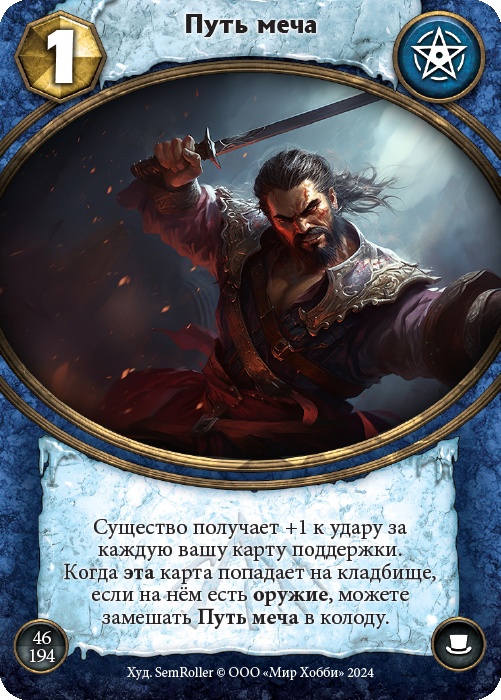 1
Путь меча
Существо получает +1 к удару за
каждую вашу карту поддержки.
Когда эта карта попадает на кладбище,
если на нём есть оружие, можете
замешать Путь меча в колоду.
46
194
Худ. SemRoller © ООО «Мир Хобби» 2024